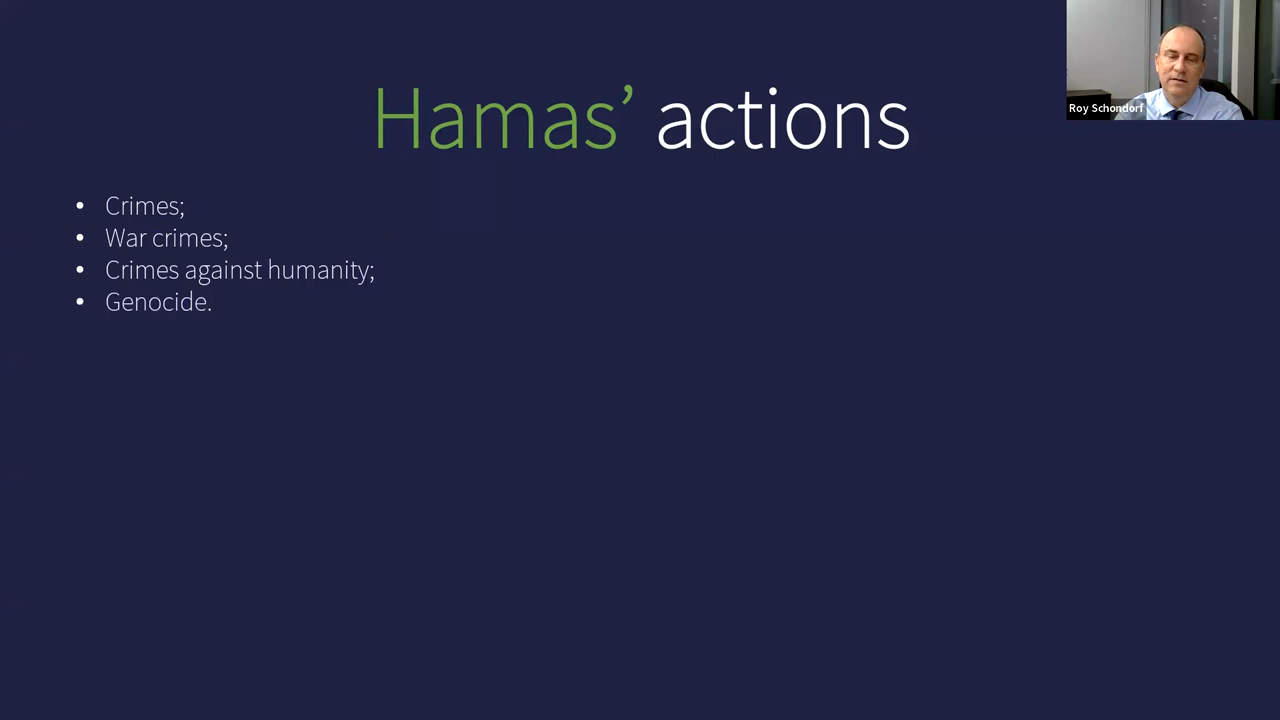 Hamas’ actions
Roy Schondorf
• Crimes;
• War crimes;
• Crimes against humanity;
• Genocide.